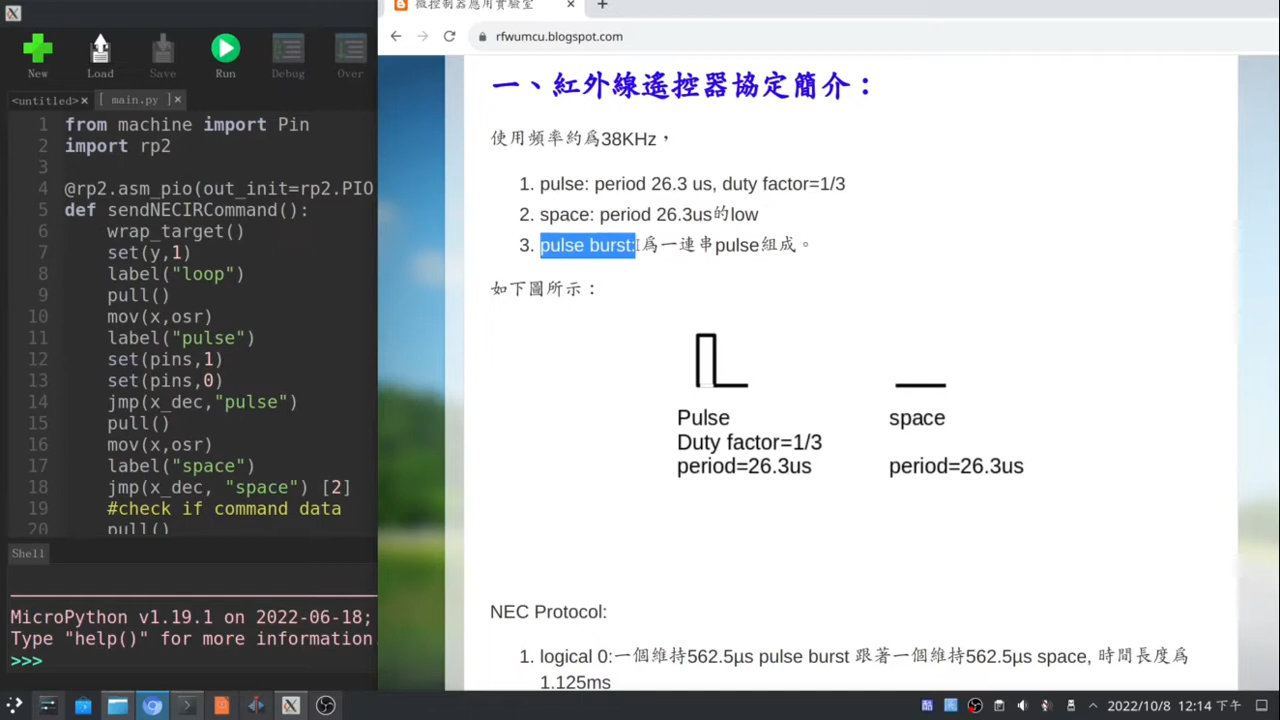 微控制器應用實驗室
rfwumcu.blogspot.com
New
Load
Save
Run
Debug
Over
<untitled>
[ main.py ]
1 from machine import Pin
2 import rp2
3
4 @rp2.asm_pio(out_init=rp2.PIO
5 def sendNECIRCommand():
6 wrap_target()
7 set(y,1)
8 label("loop")
9 pull()
10 mov(x,osr)
11 label("pulse")
12 set(pins,1)
13 set(pins,0)
14 jmp(x_dec,"pulse")
15 pull()
16 mov(x,osr)
17 label("space")
18 jmp(x_dec, "space") [2]
19 #check if command data
20 pull()
Shell
MicroPython v1.19.1 on 2022-06-18;
Type "help()" for more information
>>>
一、紅外線遙控器協定簡介：
使用頻率約為38KHz，
1. pulse: period 26.3 us, duty factor=1/3
2. space: period 26.3us的low
3. pulse burst:為一連串pulse組成。
如下圖所示：
Pulse
Duty factor=1/3
period=26.3us
space
period=26.3us
NEC Protocol:
1. logical 0:一個維持562.5µs pulse burst 跟著一個維持562.5µs space, 時間長度為
1.125ms
2022/10/8 12:14 下午